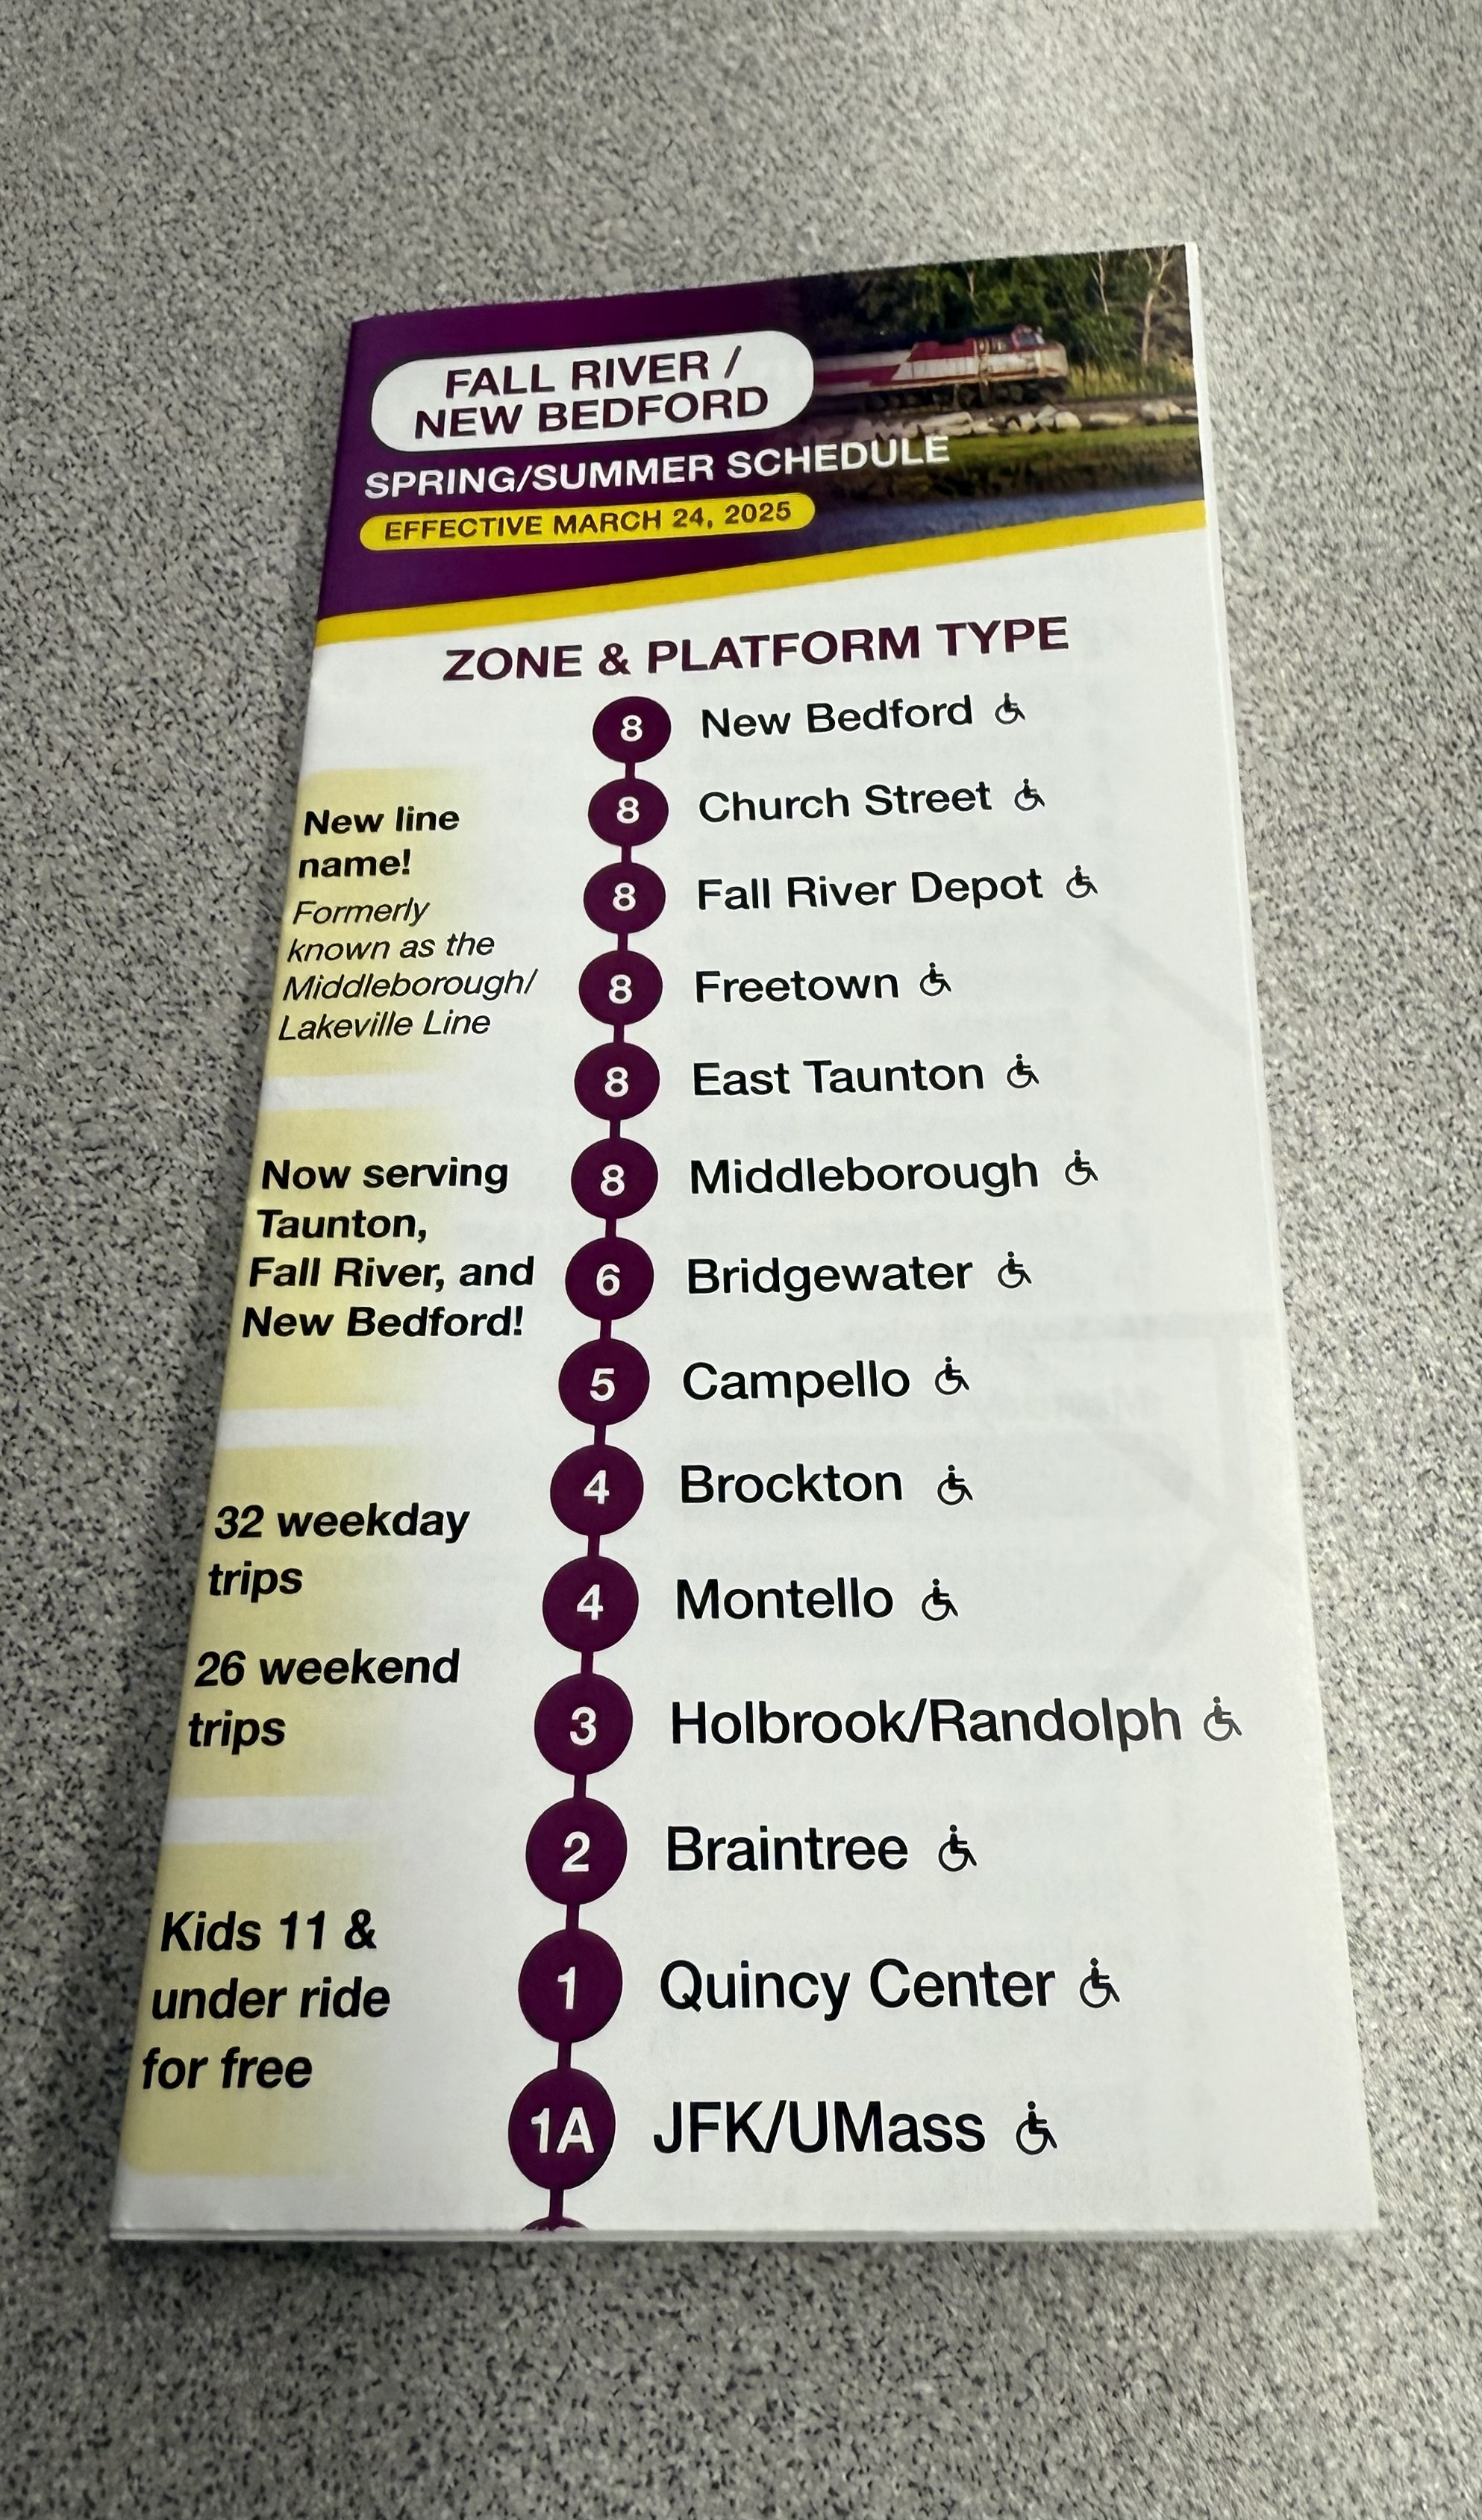 FALL RIVER /
NEW BEDFORD
SPRING/SUMMER SCHEDULE
EFFECTIVE MARCH 24, 2025
ZONE & PLATFORM TYPE
8 New Bedford
8 Church Street
8 Fall River Depot
8 Freetown
8 East Taunton
8 Middleborough
6 Bridgewater
5 Campello
4 Brockton
4 Montello
3 Holbrook/Randolph
2 Braintree
1 Quincy Center
1A JFK/UMass
New line
name!
Formerly
known as the
Middleborough/
Lakeville Line
Now serving
Taunton,
Fall River, and
New Bedford!
32 weekday
trips
26 weekend
trips
Kids 11 &
under ride
for free